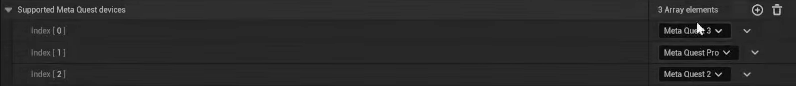 Supported Meta Quest devices 3 Array elements
Index [ 0 ] Meta Quest 3
Index [ 1 ] Meta Quest Pro
Index [ 2 ] Meta Quest 2